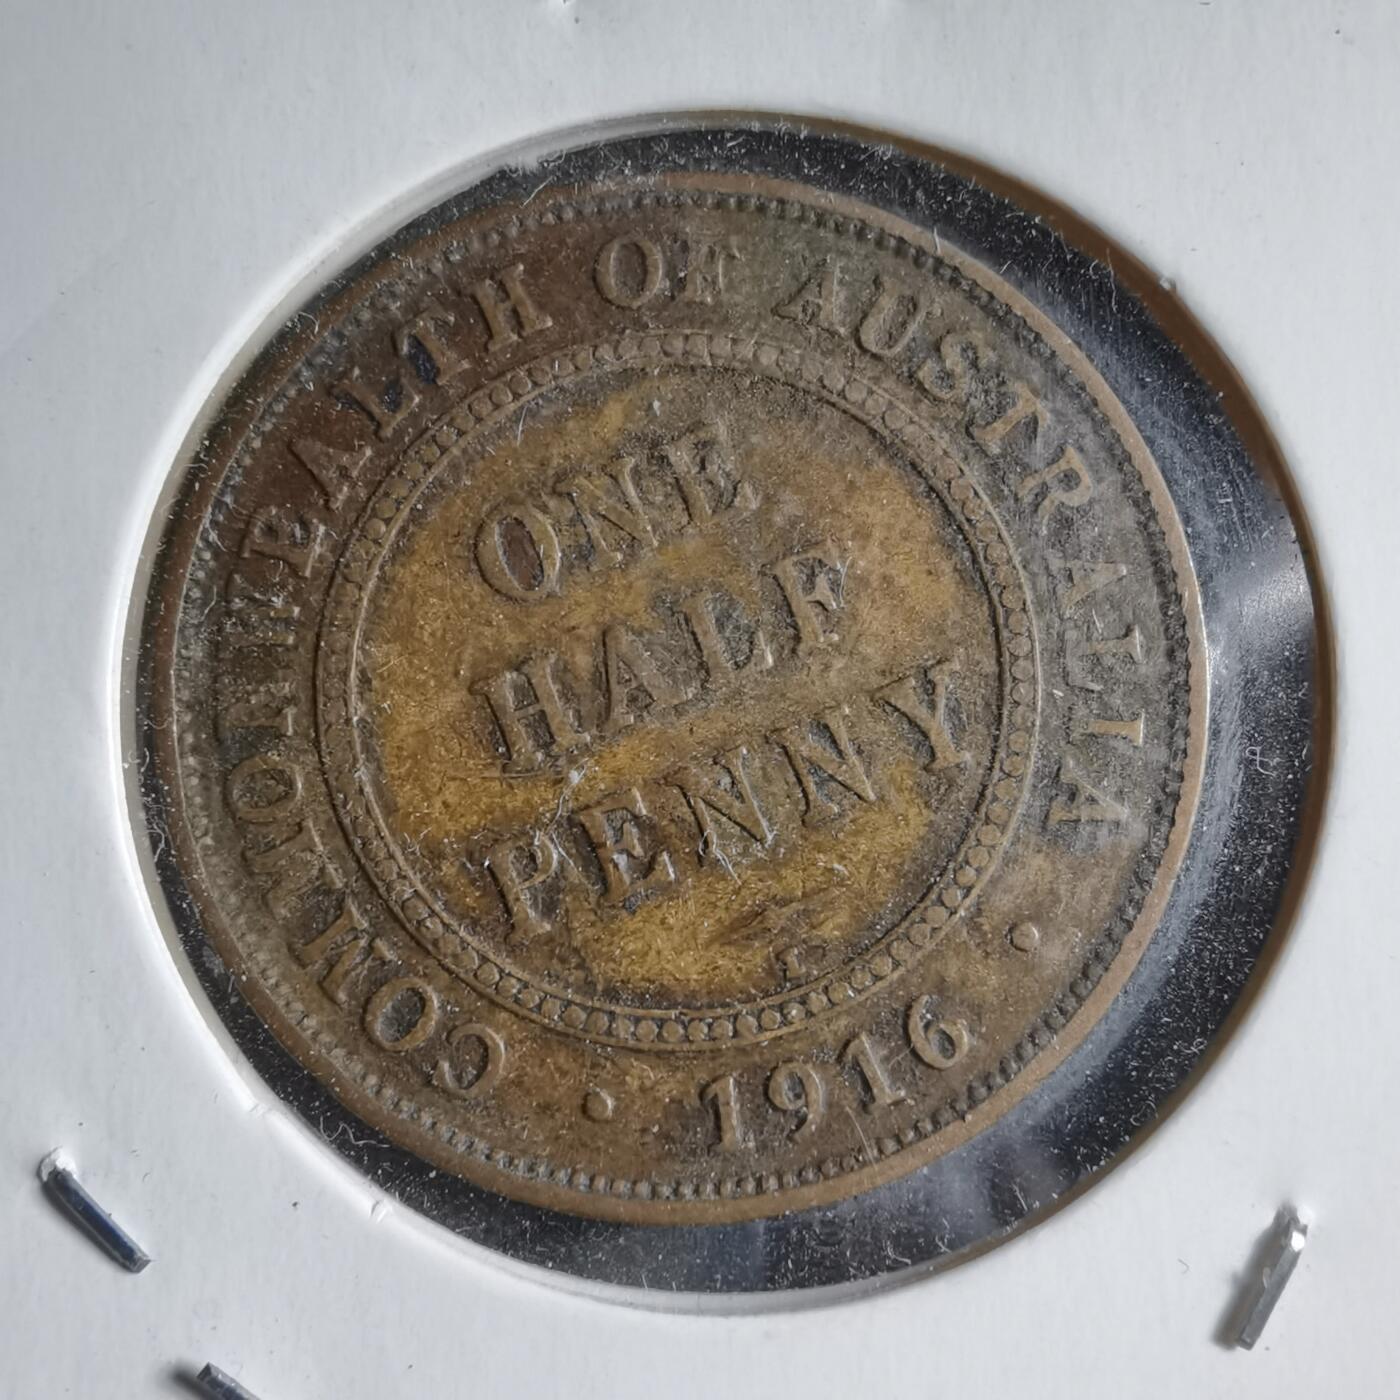 COMMONWEALTH OF AUSTRALIA
ONE
HALF
PENNY
I
· 1916 ·